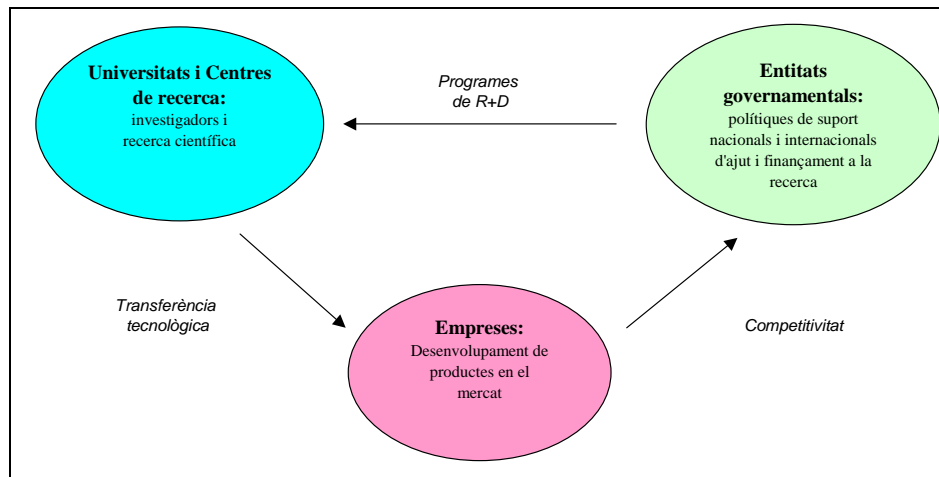 Universitats i Centres
de recerca:
investigadors i
recerca científica
Programes
de R+D
Entitats
governamentals:
polítiques de suport
nacionals i internacionals
d'ajut i finançament a la
recerca
Transferència
tecnològica
Empreses:
Desenvolupament de
productes en el
mercat
Competitivitat